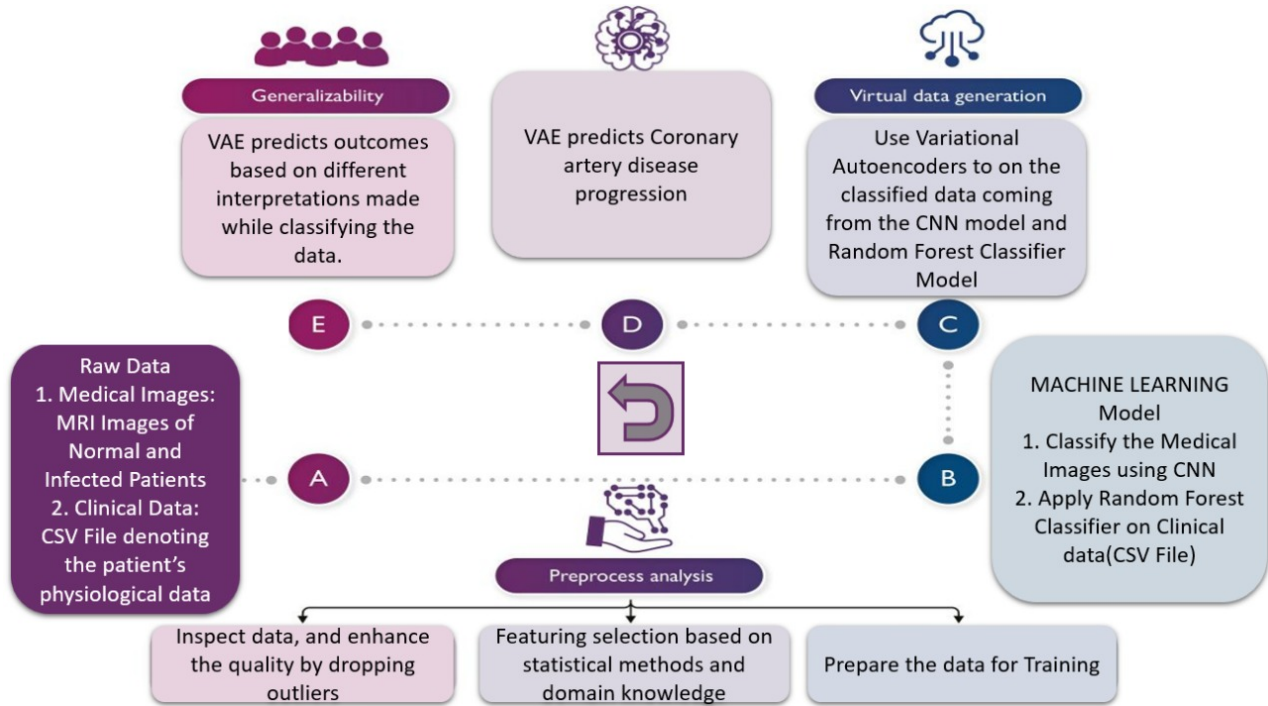 Generalizability
VAE predicts outcomes
based on different
interpretations made
while classifying the
data.
VAE predicts Coronary
artery disease
progression
Virtual data generation
Use Variational
Autoencoders to on the
classified data coming
from the CNN model and
Random Forest Classifier
Model
E
D
C
Raw Data
1. Medical Images:
MRI Images of
Normal and
Infected Patients
2. Clinical Data:
CSV File denoting
the patient's
physiological data
A
B
MACHINE LEARNING
Model
1. Classify the Medical
Images using CNN
2. Apply Random Forest
Classifier on Clinical
data(CSV File)
Preprocess analysis
Inspect data, and enhance
the quality by dropping
outliers
Featuring selection based on
statistical methods and
domain knowledge
Prepare the data for Training